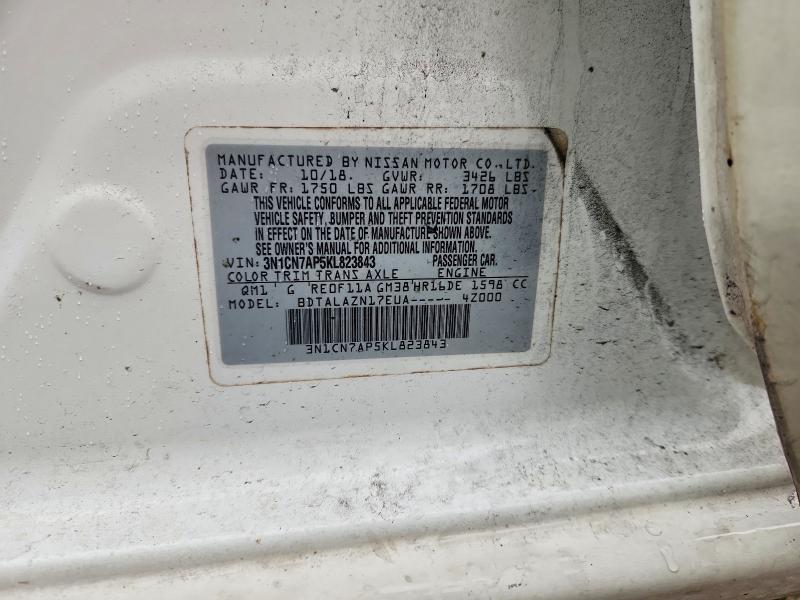 MANUFACTURED BY NISSAN MOTOR CO., LTD.
DATE: 10/18. GVWR: 3426 LBS
GAWR FR: 1750 LBS GAWR RR: 1708 LBS.
THIS VEHICLE CONFORMS TO ALL APPLICABLE FEDERAL MOTOR
VEHICLE SAFETY, BUMPER AND THEFT PREVENTION STANDARDS
IN EFFECT ON THE DATE OF MANUFACTURE SHOWN ABOVE.
SEE OWNER'S MANUAL FOR ADDITIONAL INFORMATION.
VIN: 3N1CN7AP5KL823843 PASSENGER CAR.
COLOR TRIM TRANS AXLE ENGINE
QM1 G RE0F11A GM38 HR16DE 1598 CC
MODEL: BDTALAZN17EUA----- 4Z000
3N1CN7AP5KL823843